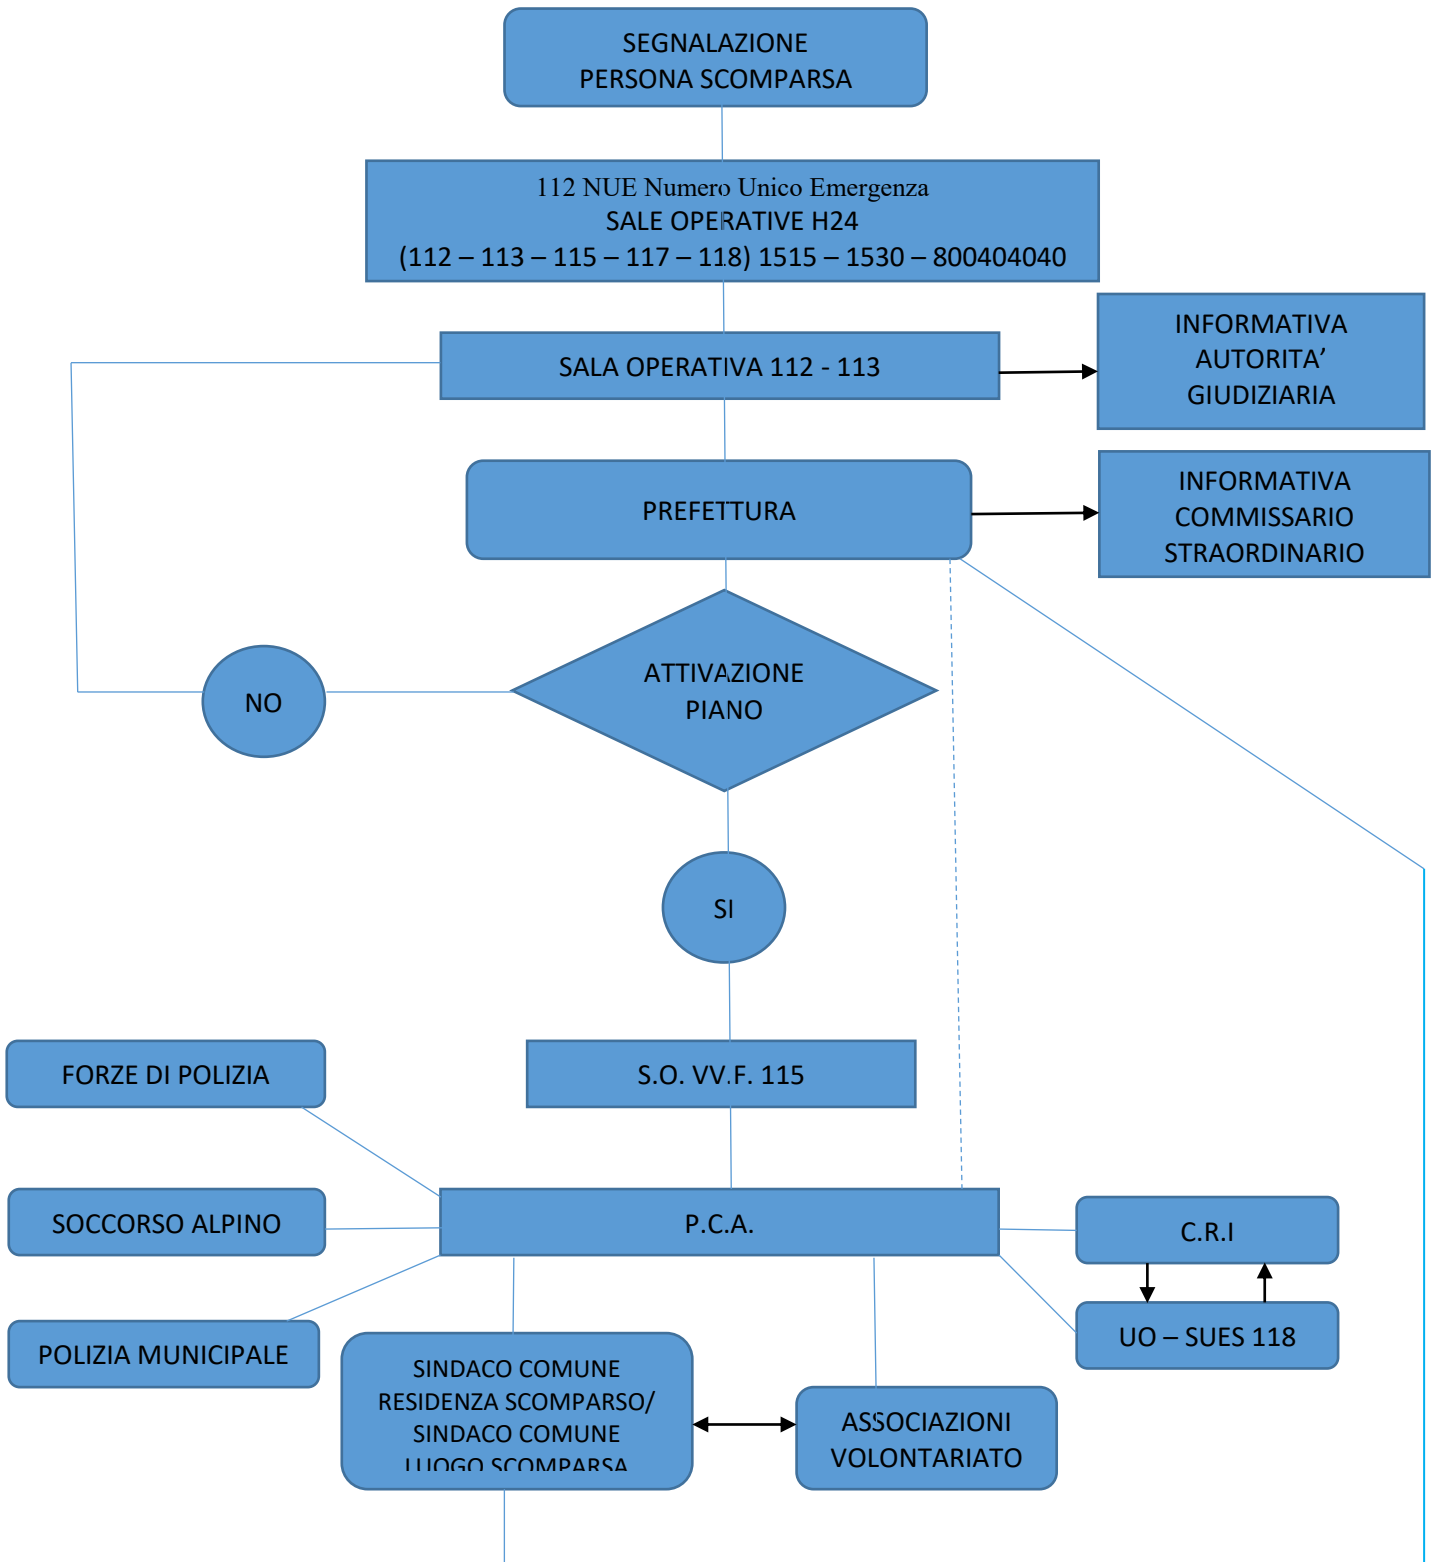 SEGNALAZIONE
PERSONA SCOMPARSA
112 NUE Numero Unico Emergenza
SALE OPERATIVE H24
(112 – 113 – 115 – 117 – 118) 1515 – 1530 – 800404040
SALA OPERATIVA 112 - 113
INFORMATIVA
AUTORITA’
GIUDIZIARIA
PREFETTURA
INFORMATIVA
COMMISSARIO
STRAORDINARIO
ATTIVAZIONE
PIANO
NO
SI
S.O. VV.F. 115
FORZE DI POLIZIA
SOCCORSO ALPINO
P.C.A.
C.R.I
POLIZIA MUNICIPALE
UO – SUES 118
SINDACO COMUNE
RESIDENZA SCOMPARSO/
SINDACO COMUNE
LUOGO SCOMPARSA
ASSOCIAZIONI
VOLONTARIATO